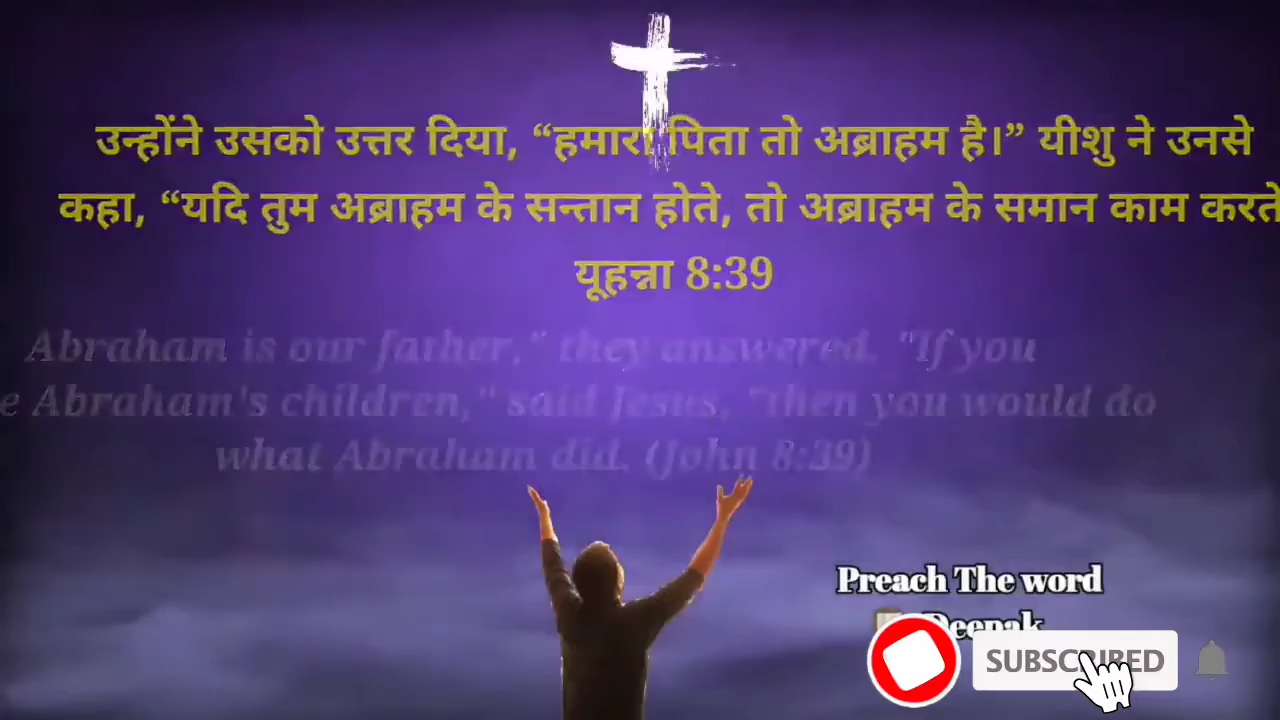 उन्होंने उसको उत्तर दिया, “हमारा पिता तो अब्राहम है।” यीशु ने उनसे
कहा, “यदि तुम अब्राहम के सन्तान होते, तो अब्राहम के समान काम करते
यूहन्ना 8:39
Abraham is our father," they answered. "If you
e Abraham's children," said Jesus, "then you would do
what Abraham did. (John 8:39)
Preach The word
Deepak
SUBSCRIBED